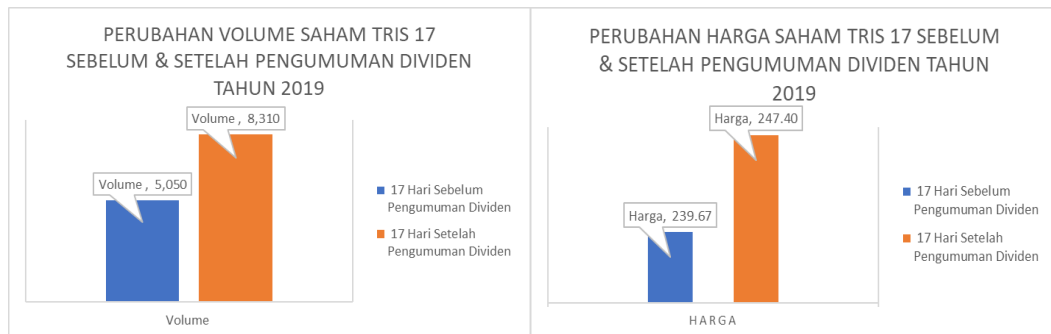 PERUBAHAN VOLUME SAHAM TRIS 17
SEBELUM & SETELAH PENGUMUMAN DIVIDEN
TAHUN 2019
Volume , 8,310
Volume , 5,050
17 Hari Sebelum
Pengumuman Dividen
17 Hari Setelah
Pengumuman Dividen
Volume
PERUBAHAN HARGA SAHAM TRIS 17 SEBELUM
& SETELAH PENGUMUMAN DIVIDEN TAHUN
2019
Harga, 247.40
Harga, 239.67
17 Hari Sebelum
Pengumuman Dividen
17 Hari Setelah
Pengumuman Dividen
HARGA